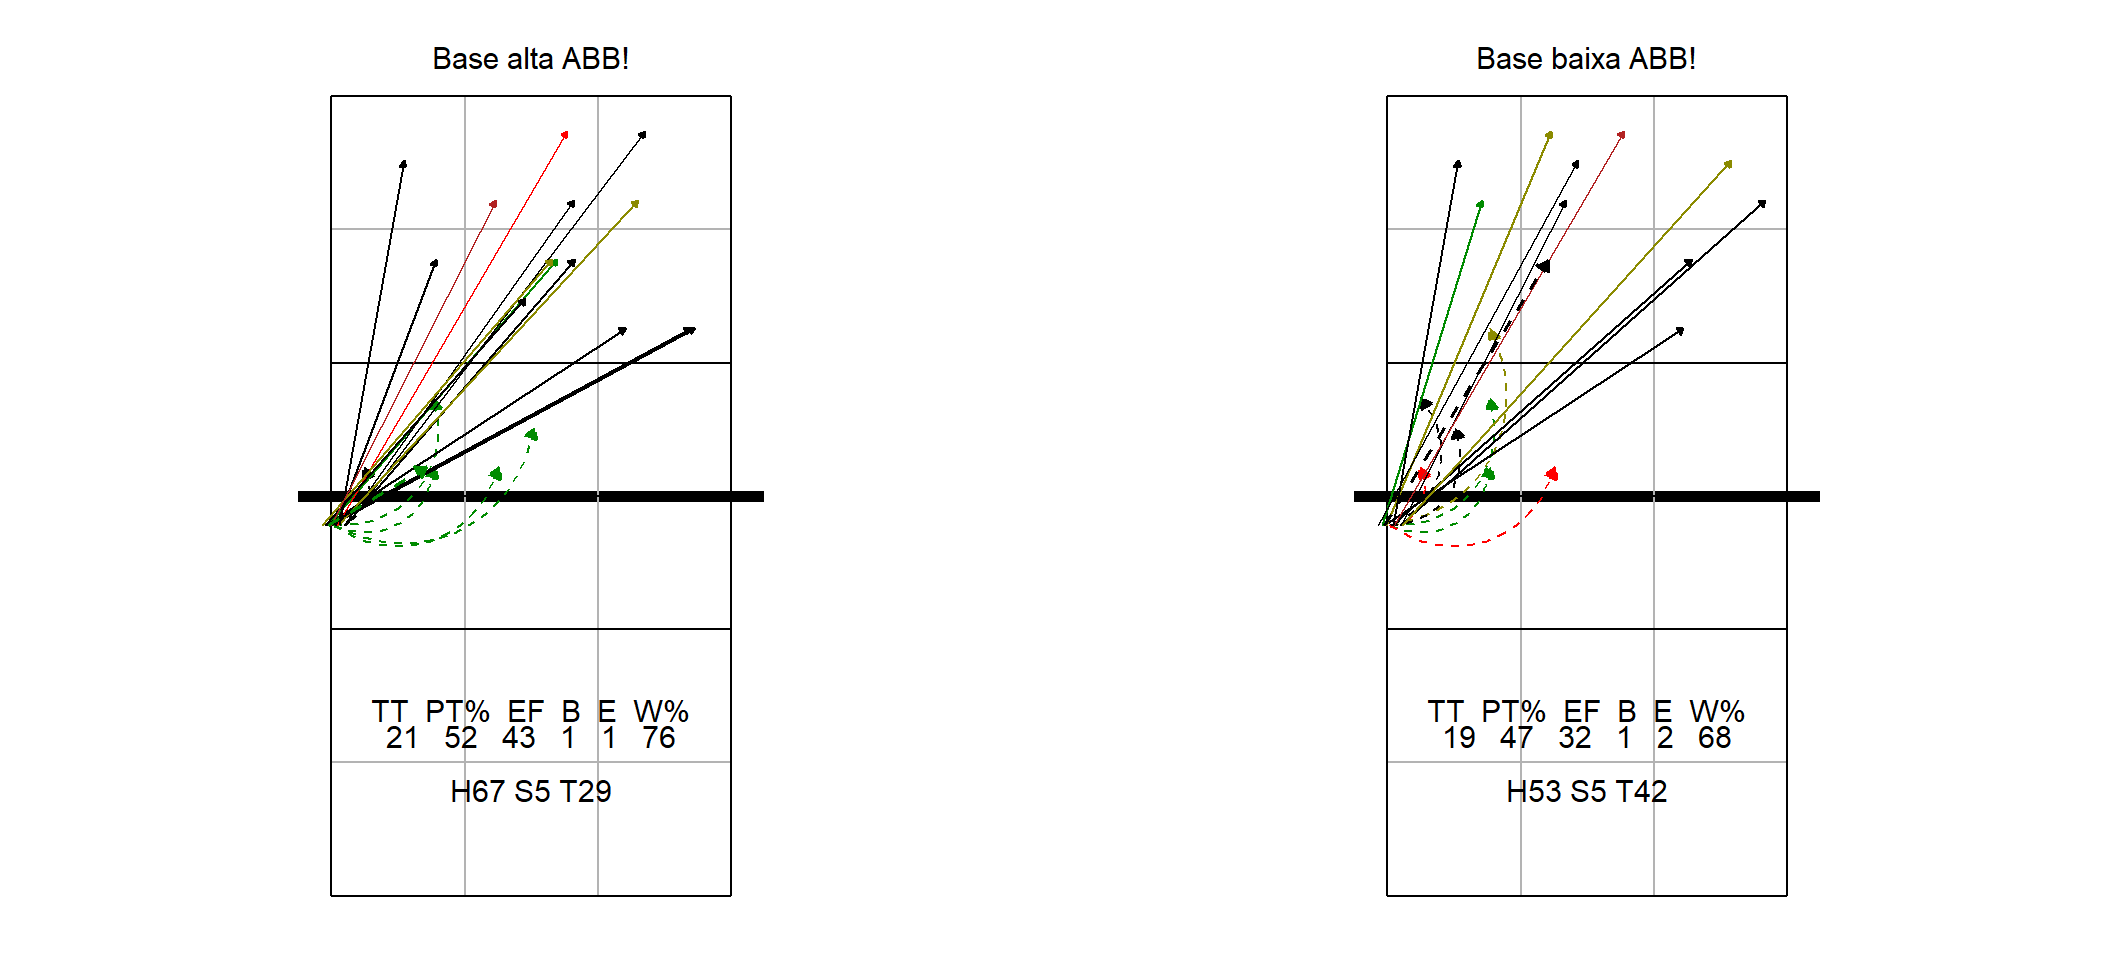 Base alta ABB!
TT PT% EF B E W%
21 52 43 1 1 76
H67 S5 T29
Base baixa ABB!
TT PT% EF B E W%
19 47 32 1 2 68
H53 S5 T42